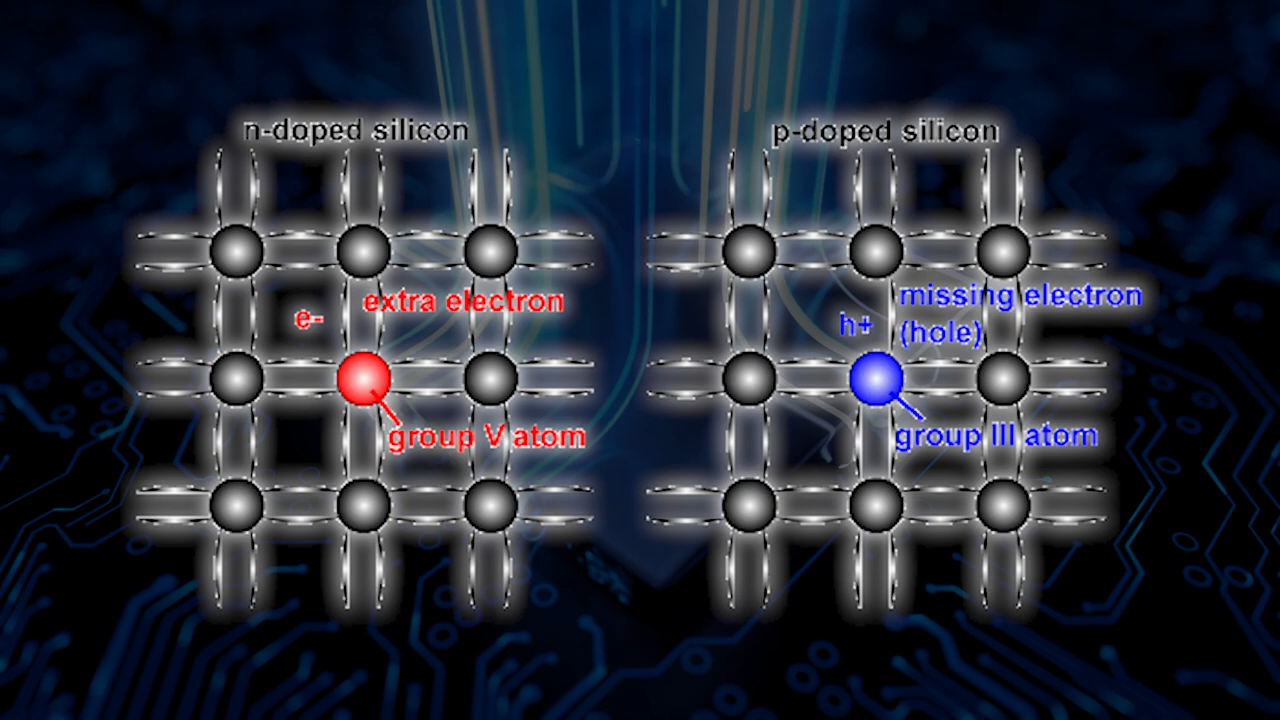 n-doped silicon
e-
extra electron
group V atom
p-doped silicon
h+
missing electron
(hole)
group III atom